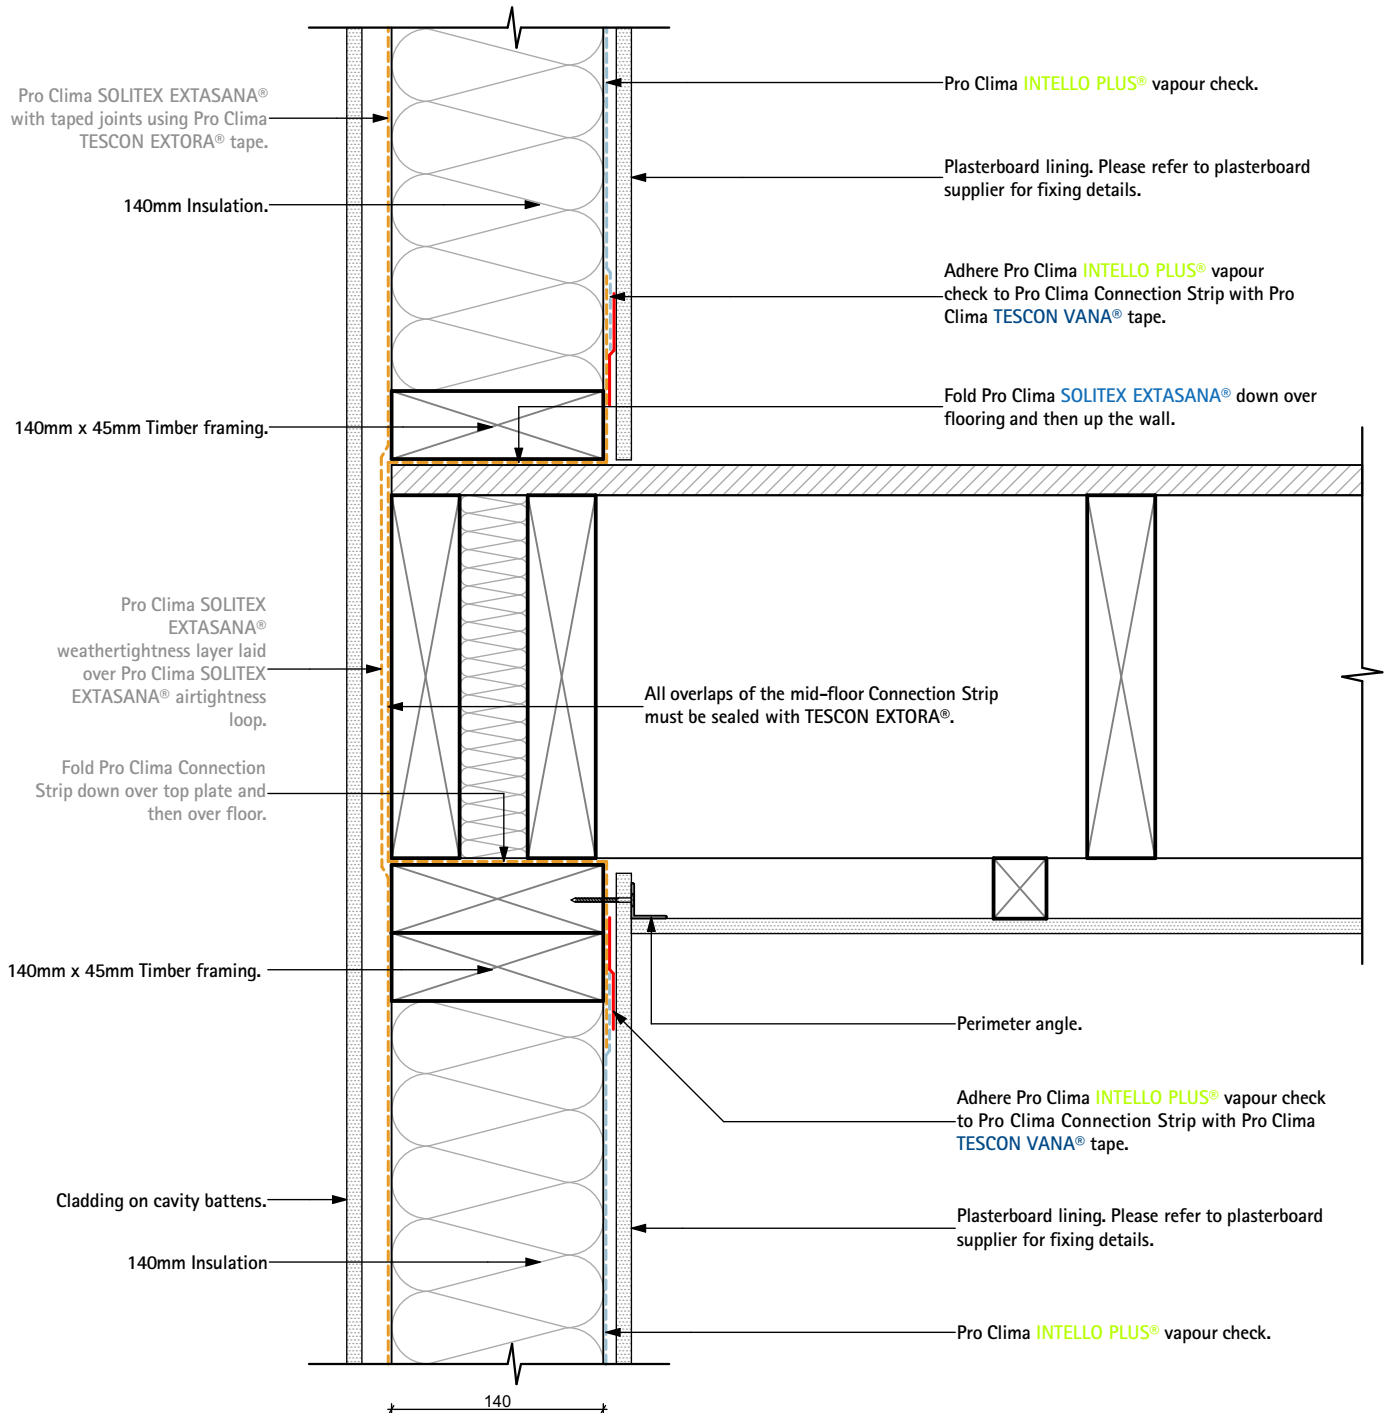 Pro Clima SOLITEX EXTASANA®
with taped joints using Pro Clima
TESCON EXTORA® tape.
140mm Insulation.
140mm x 45mm Timber framing.
Pro Clima SOLITEX
EXTASANA®
weathertightness layer laid
over Pro Clima SOLITEX
EXTASANA® airtightness
loop.
Fold Pro Clima Connection
Strip down over top plate and
then over floor.
140mm x 45mm Timber framing.
Cladding on cavity battens.
140mm Insulation
Pro Clima INTELLO PLUS® vapour check.
Plasterboard lining. Please refer to plasterboard
supplier for fixing details.
Adhere Pro Clima INTELLO PLUS® vapour
check to Pro Clima Connection Strip with Pro
Clima TESCON VANA® tape.
Fold Pro Clima SOLITEX EXTASANA® down over
flooring and then up the wall.
All overlaps of the mid-floor Connection Strip
must be sealed with TESCON EXTORA®.
Perimeter angle.
Adhere Pro Clima INTELLO PLUS® vapour check
to Pro Clima Connection Strip with Pro Clima
TESCON VANA® tape.
Plasterboard lining. Please refer to plasterboard
supplier for fixing details.
Pro Clima INTELLO PLUS® vapour check.
140